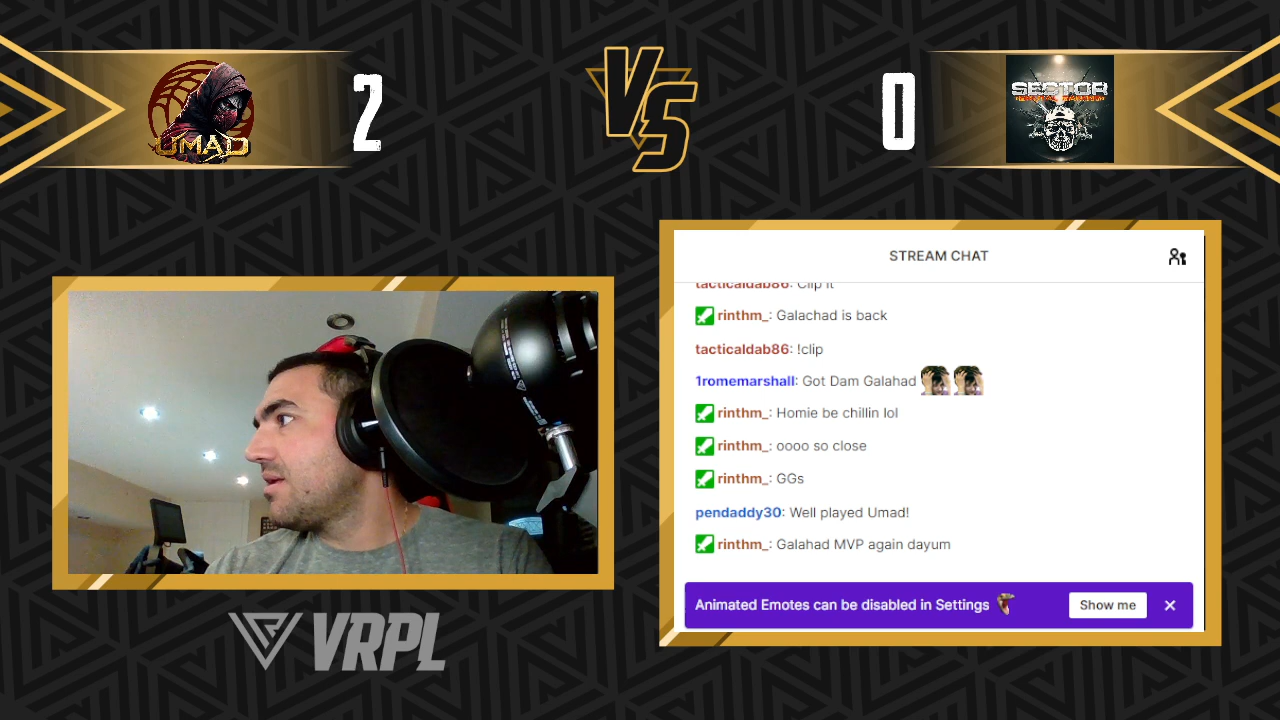 UMAD
2
VS
0
SECTOR
STREAM CHAT
tacticaldab86: Clip it
rinthm_: Galachad is back
tacticaldab86: !clip
1romemarshall: Got Dam Galahad
rinthm_: Homie be chillin lol
rinthm_: oooo so close
rinthm_: GGs
pendaddy30: Well played Umad!
rinthm_: Galahad MVP again dayum
Animated Emotes can be disabled in Settings
Show me
VRPL